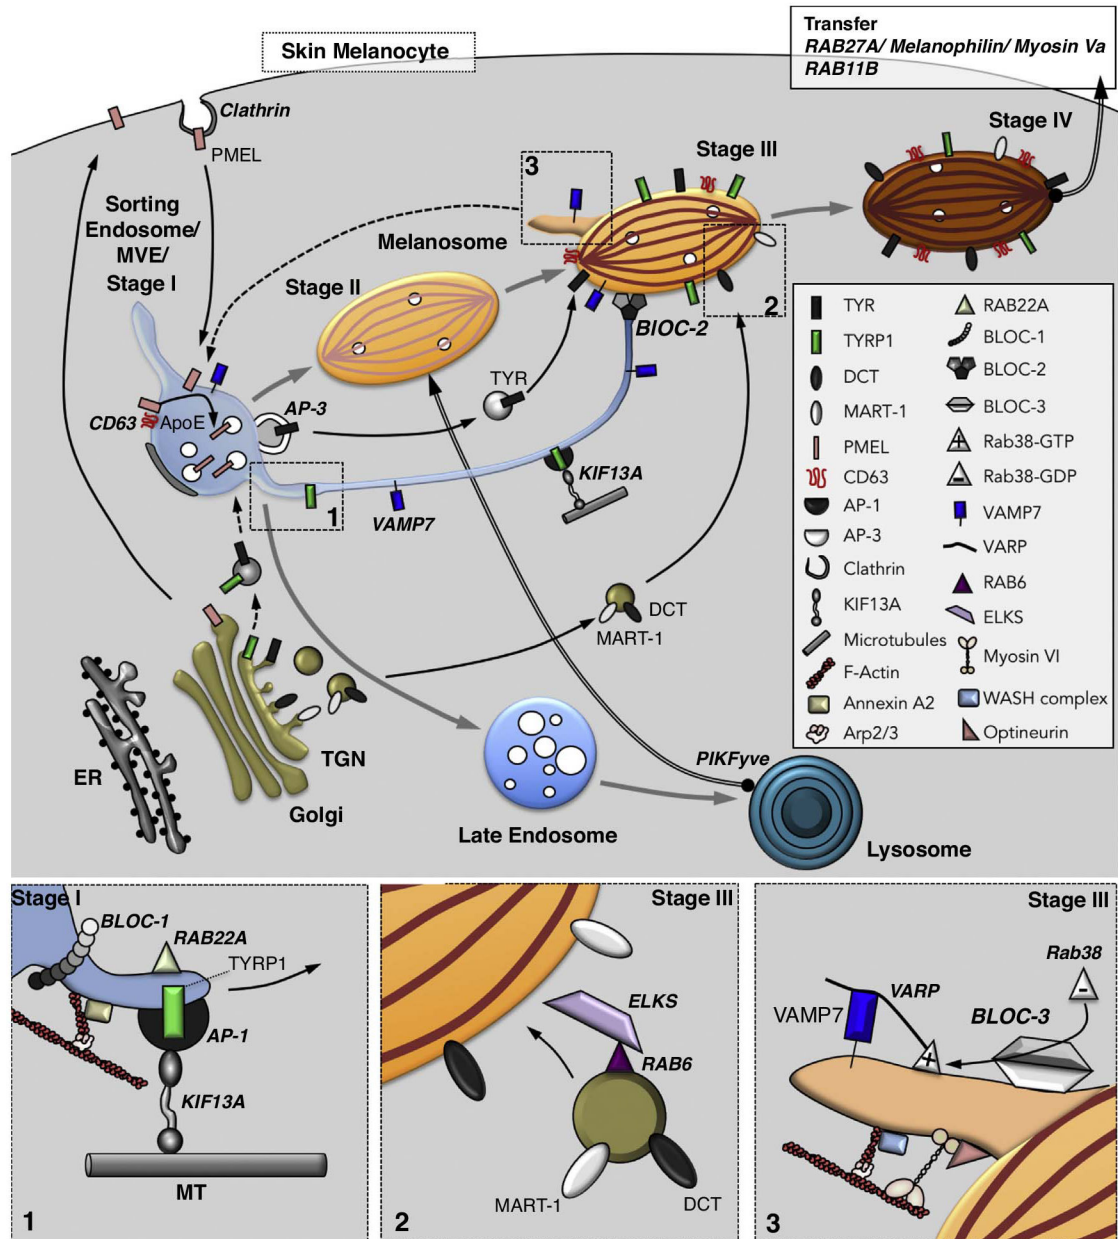 Skin Melanocyte
Transfer
RAB27A/ Melanophilin/ Myosin Va
RAB11B
Clathrin
PMEL
Sorting
Endosome/
MVE/
Stage I
Melanosome
Stage II
3
Stage III
Stage IV
2
BlOC-2
TYR
CD63
ApoE
AP-3
1
VAMP7
KIF13A
DCT
MART-1
ER
TGN
Golgi
Late Endosome
PIKFyve
Lysosome
TYR
TYRP1
DCT
MART-1
PMEL
CD63
AP-1
AP-3
Clathrin
KIF13A
Microtubules
F-Actin
Annexin A2
Arp2/3
RAB22A
BLOC-1
BLOC-2
BLOC-3
Rab38-GTP
Rab38-GDP
VAMP7
VARP
RAB6
ELKS
Myosin VI
WASH complex
Optineurin
Stage I
BLOC-1
RAB22A
TYRP1
AP-1
KIF13A
MT
1
Stage III
ELKS
RAB6
MART-1
DCT
2
Stage III
Rab38
VARP
VAMP7
BLOC-3
3